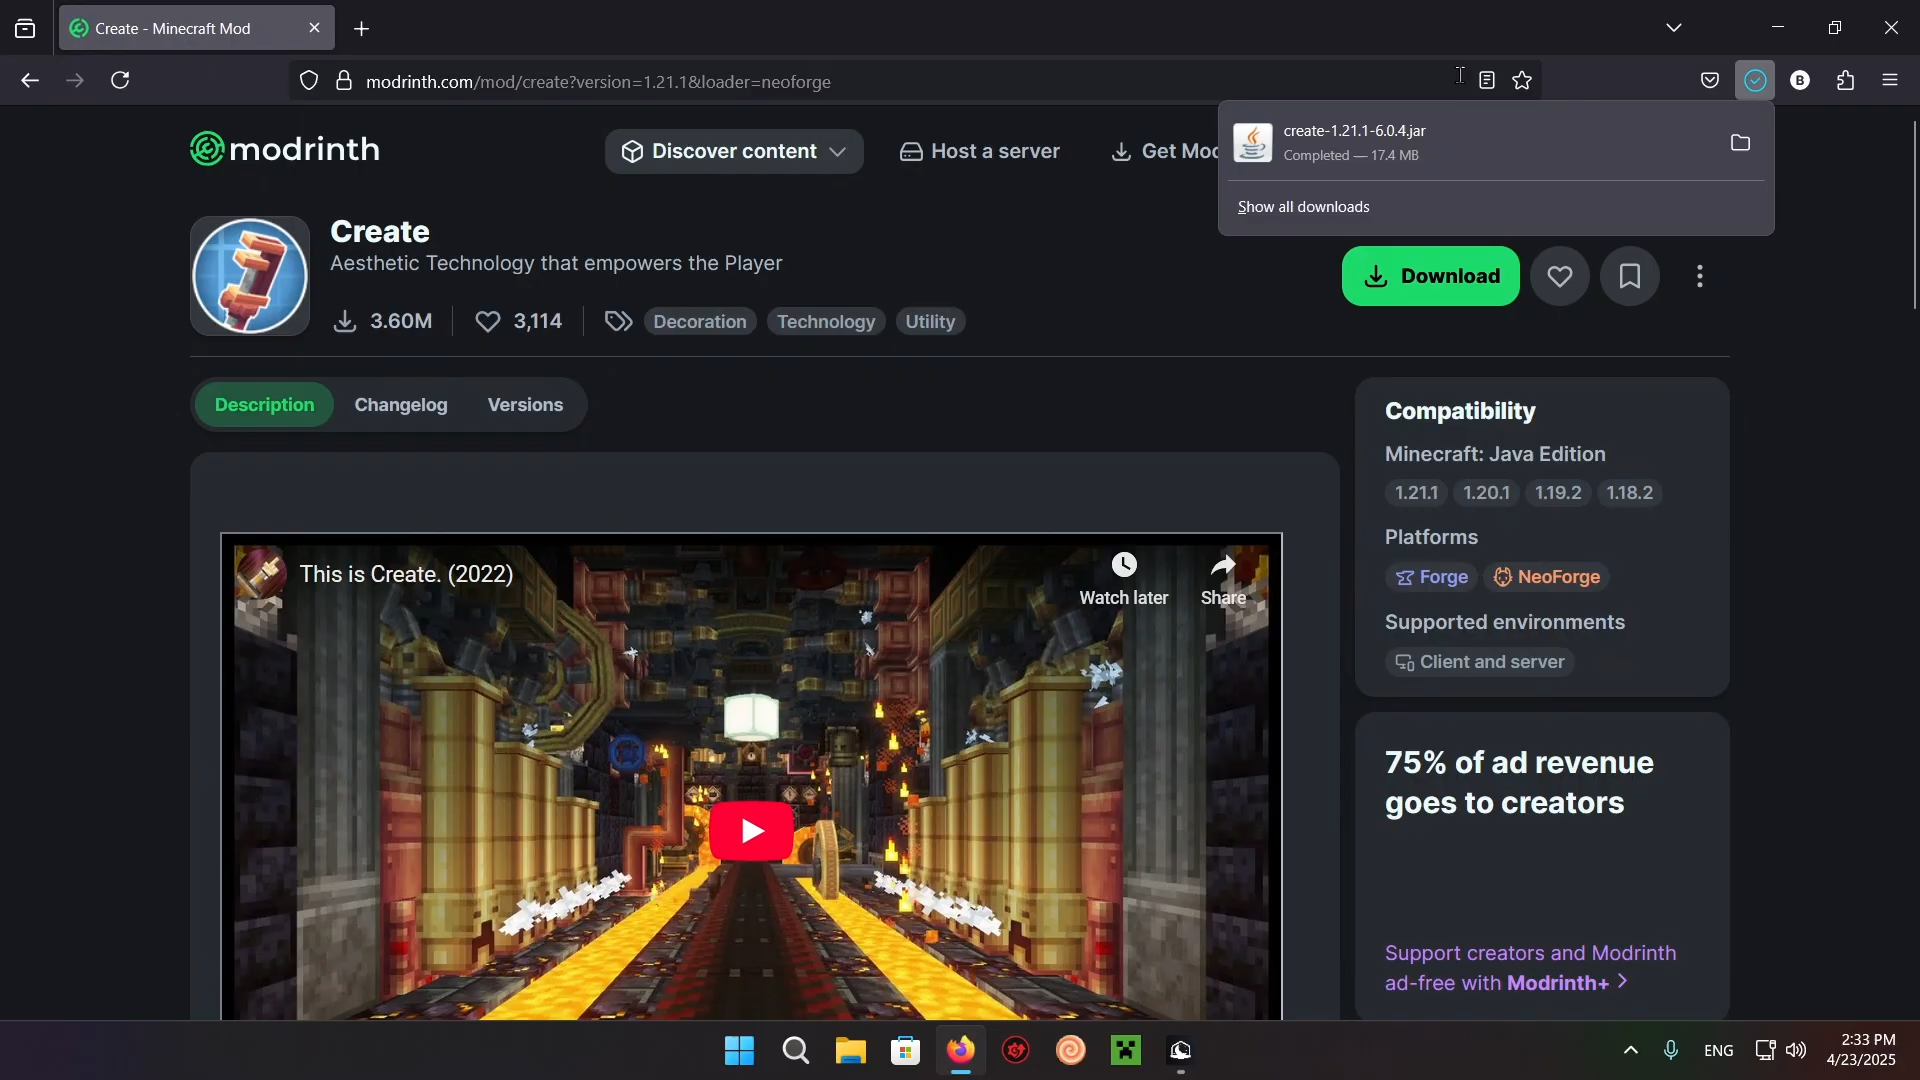 Create - Minecraft Mod
modrinth.com/mod/create?version=1.21.1&loader=neoforge
B
create-1.21.1-6.0.4.jar
Completed — 17.4 MB
Show all downloads
modrinth
Discover content
Host a server
Get Mod
Create
Aesthetic Technology that empowers the Player
3.60M
3,114
Decoration
Technology
Utility
Download
Description
Changelog
Versions
This is Create. (2022)
Watch later
Share
Compatibility
Minecraft: Java Edition
1.21.1
1.20.1
1.19.2
1.18.2
Platforms
Forge
NeoForge
Supported environments
Client and server
75% of ad revenue
goes to creators
Support creators and Modrinth
ad-free with Modrinth+
ENG
2:33 PM
4/23/2025